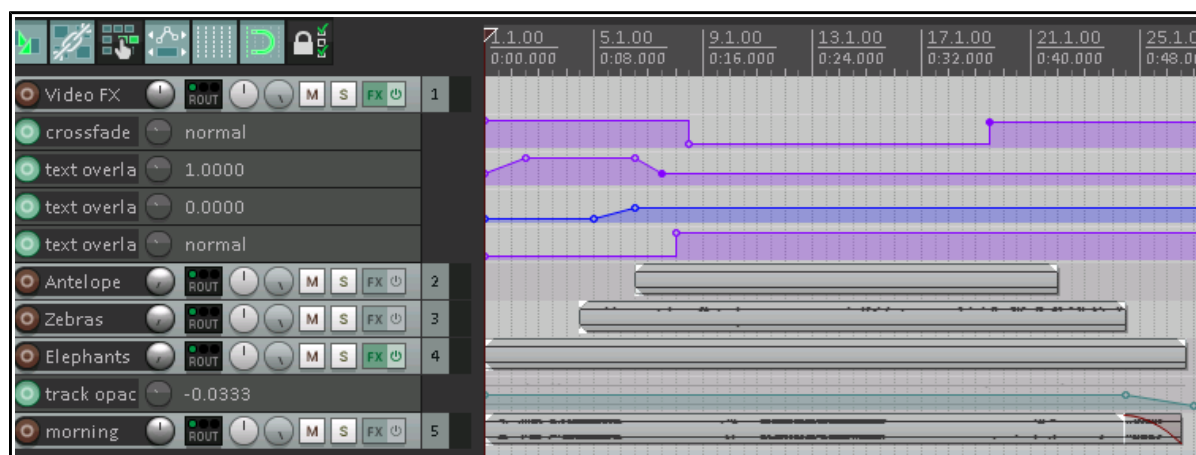 1.1.00 5.1.00 9.1.00 13.1.00 17.1.00 21.1.00 25.1.0
0:00.000 0:08.000 0:16.000 0:24.000 0:32.000 0:40.000 0:48.0
Video FX ROUT M S FX 1
crossfade normal
text overla 1.0000
text overla 0.0000
text overla normal
Antelope ROUT M S FX 2
Zebras ROUT M S FX 3
Elephants ROUT M S FX 4
track opac -0.0333
morning ROUT M S FX 5